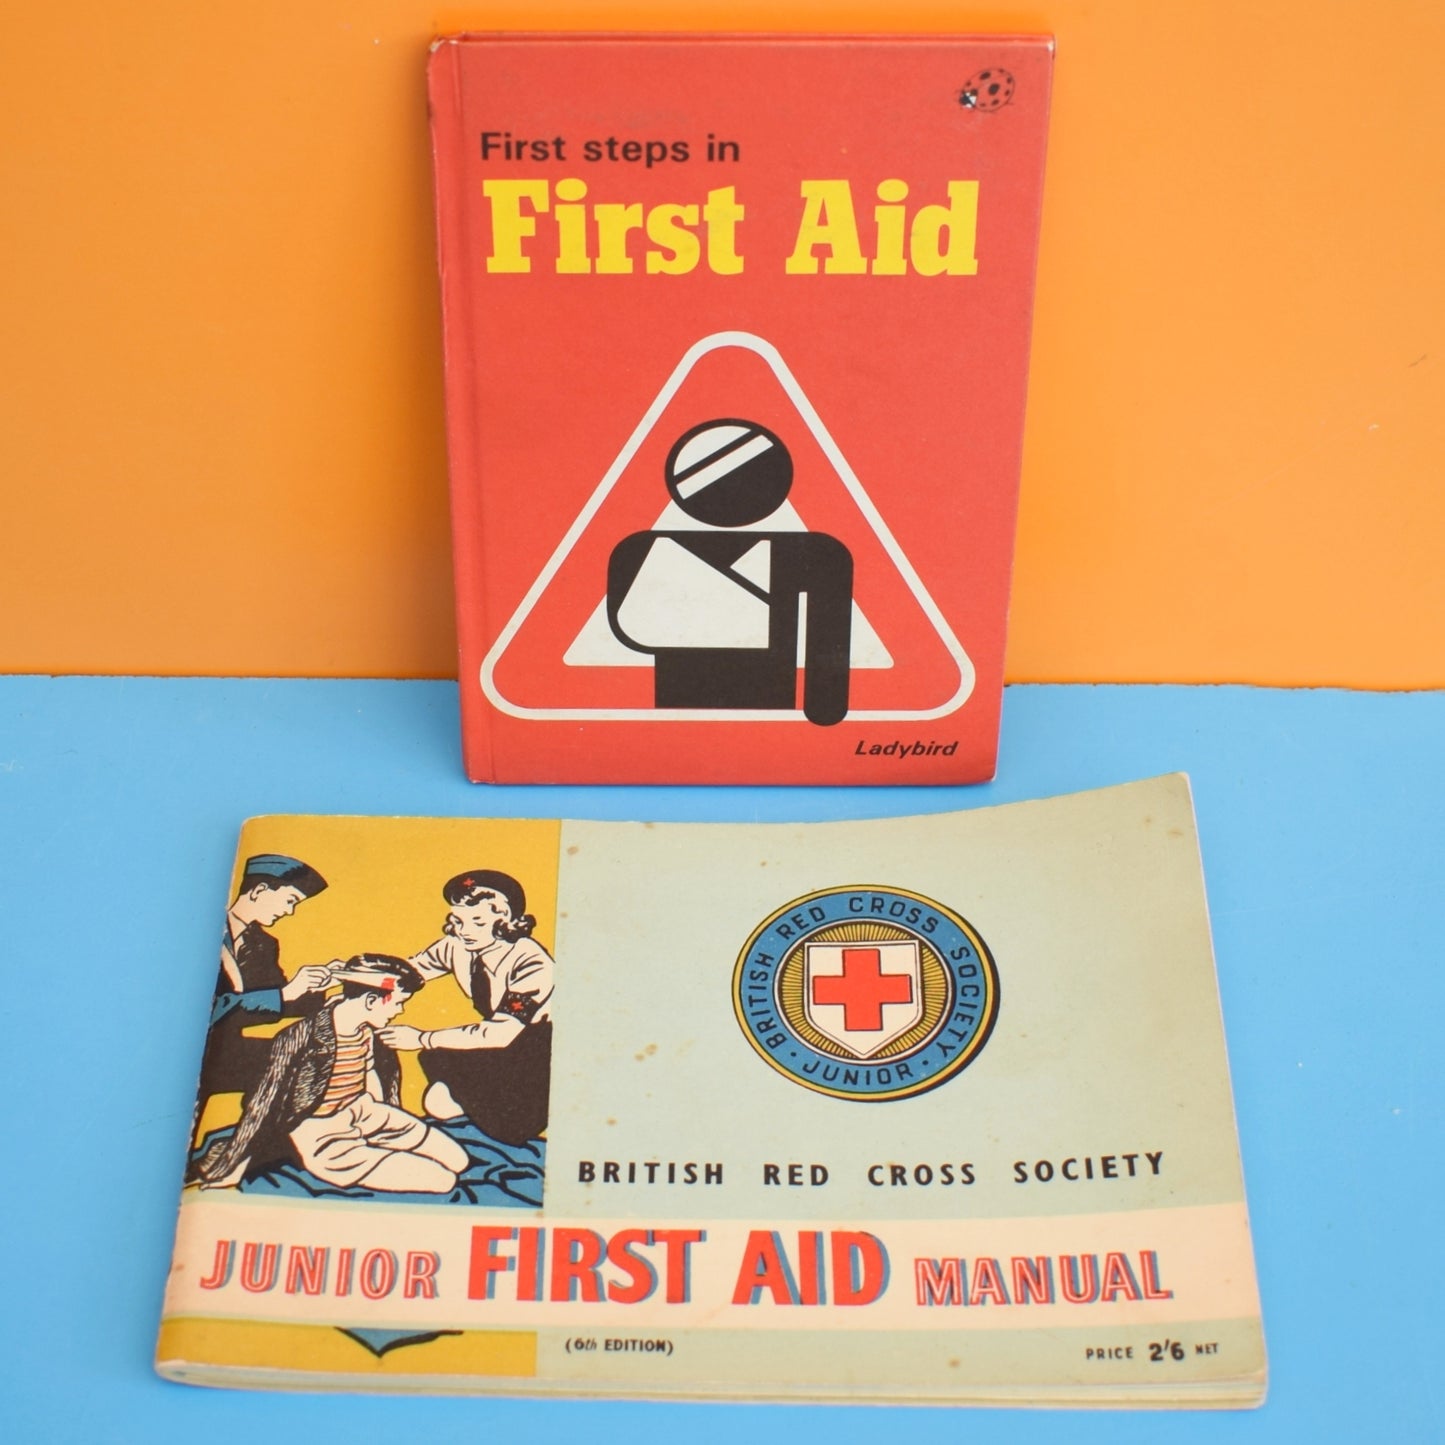 First steps in
First Aid
Ladybird
BRITISH RED CROSS SOCIETY
· JUNIOR ·
BRITISH RED CROSS SOCIETY
JUNIOR FIRST AID MANUAL
(6th EDITION)
PRICE 2'6 NET